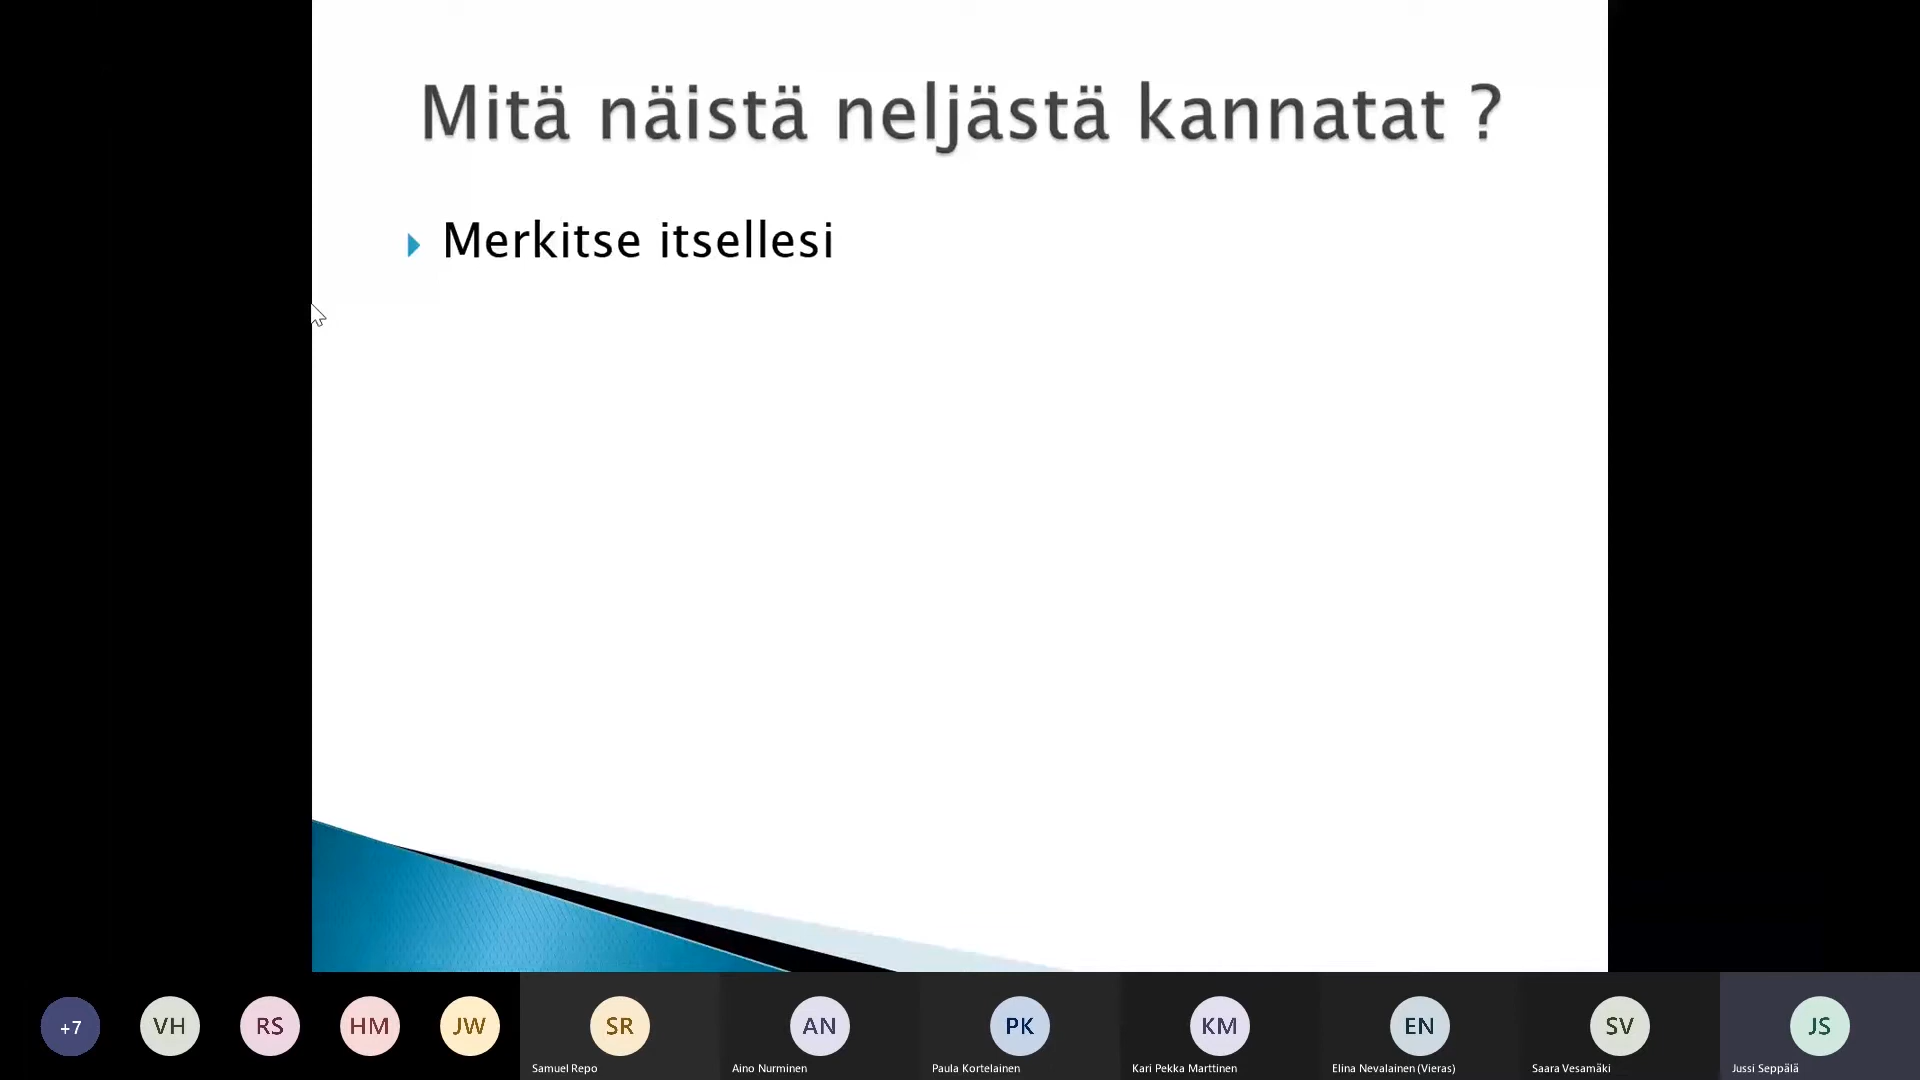 Mitä näistä neljästä kannatat ?
Merkitse itsellesi
+7
VH
RS
HM
JW
SR
AN
PK
KM
EN
SV
JS
Samuel Repo
Aino Nurminen
Paula Kortelainen
Kari Pekka Marttinen
Elina Nevalainen (Vieras)
Saara Vesamäki
Jussi Seppälä